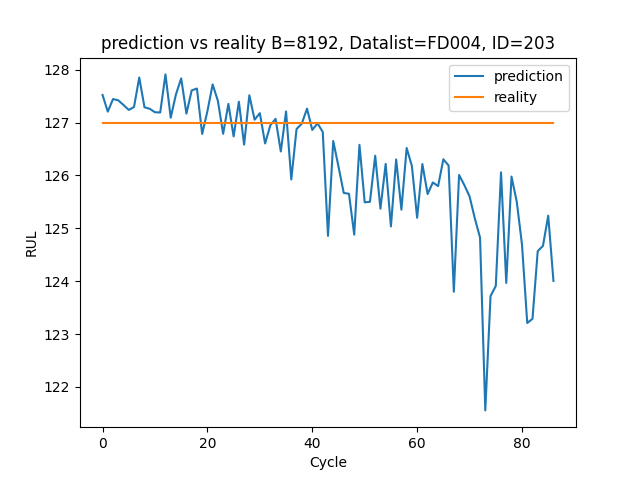 prediction vs reality B=8192, Datalist=FD004, ID=203
prediction
reality
128
127
126
125
124
123
122
RUL
0 20 40 60 80
Cycle